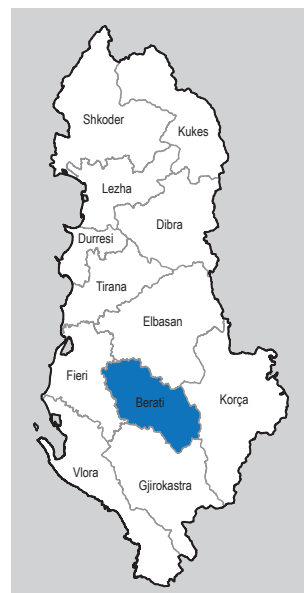 Shkoder
Kukes
Lezha
Dibra
Durresi
Tirana
Elbasan
Fieri
Berati
Korça
Vlora
Gjirokastra